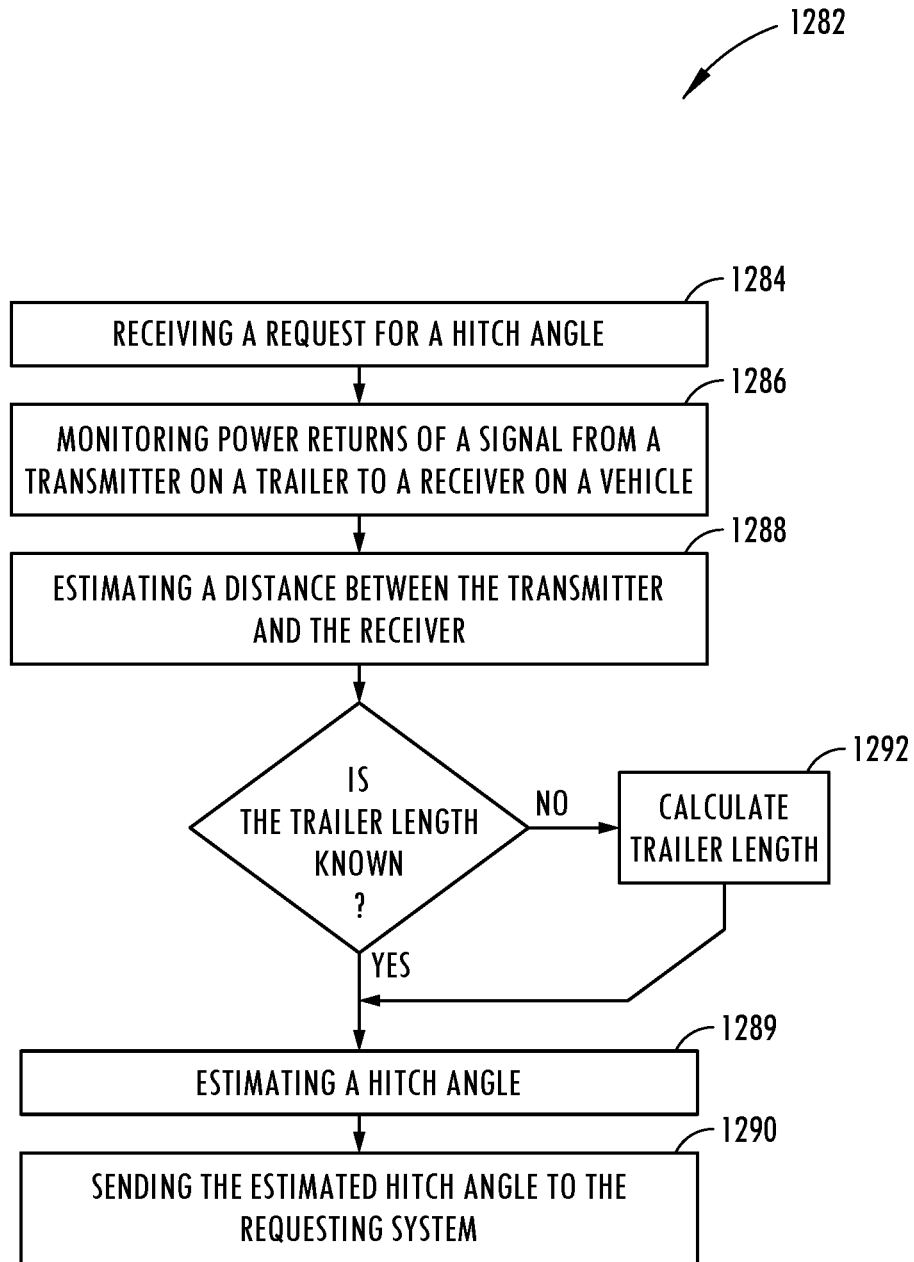 1282
1284
RECEIVING A REQUEST FOR A HITCH ANGLE
1286
MONITORING POWER RETURNS OF A SIGNAL FROM A
TRANSMITTER ON A TRAILER TO A RECEIVER ON A VEHICLE
1288
ESTIMATING A DISTANCE BETWEEN THE TRANSMITTER
AND THE RECEIVER
IS
THE TRAILER LENGTH
KNOWN
?
NO
1292
CALCULATE
TRAILER LENGTH
YES
1289
ESTIMATING A HITCH ANGLE
1290
SENDING THE ESTIMATED HITCH ANGLE TO THE
REQUESTING SYSTEM